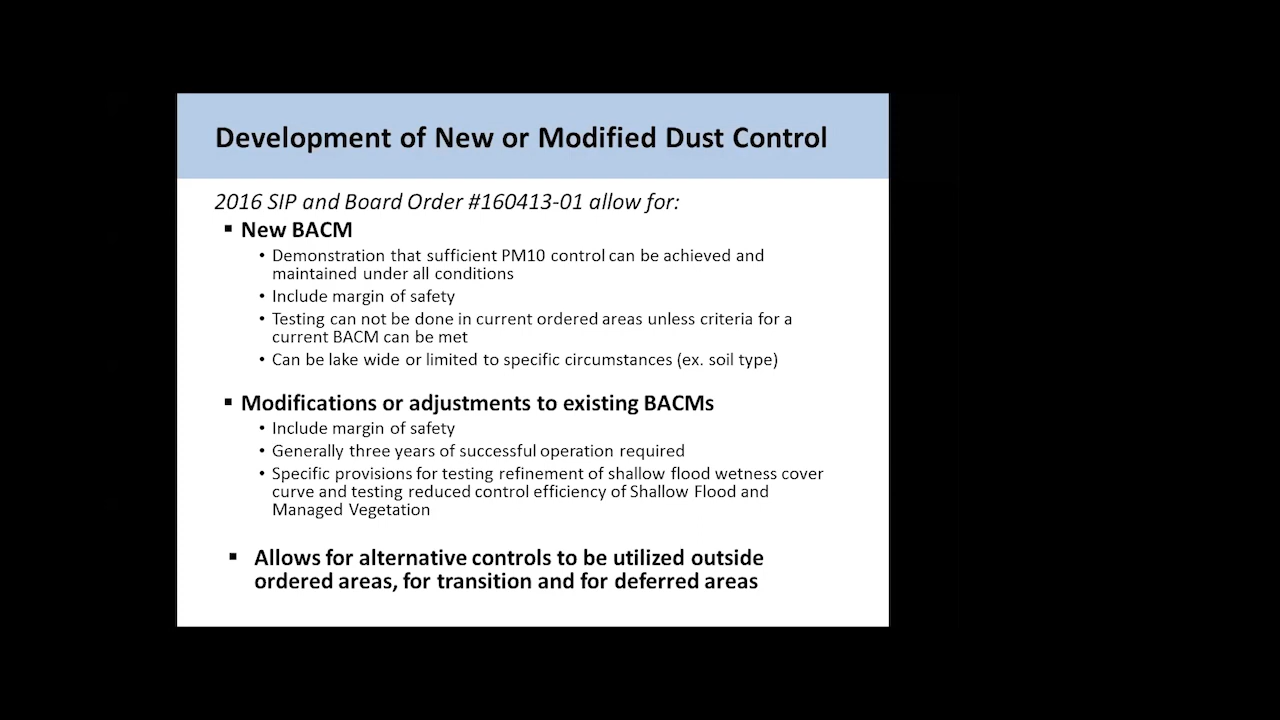 Development of New or Modified Dust Control
2016 SIP and Board Order #160413-01 allow for:
▪ New BACM
• Demonstration that sufficient PM10 control can be achieved and
maintained under all conditions
• Include margin of safety
• Testing can not be done in current ordered areas unless criteria for a
current BACM can be met
• Can be lake wide or limited to specific circumstances (ex. soil type)
▪ Modifications or adjustments to existing BACMs
• Include margin of safety
• Generally three years of successful operation required
• Specific provisions for testing refinement of shallow flood wetness cover
curve and testing reduced control efficiency of Shallow Flood and
Managed Vegetation
▪ Allows for alternative controls to be utilized outside
ordered areas, for transition and for deferred areas